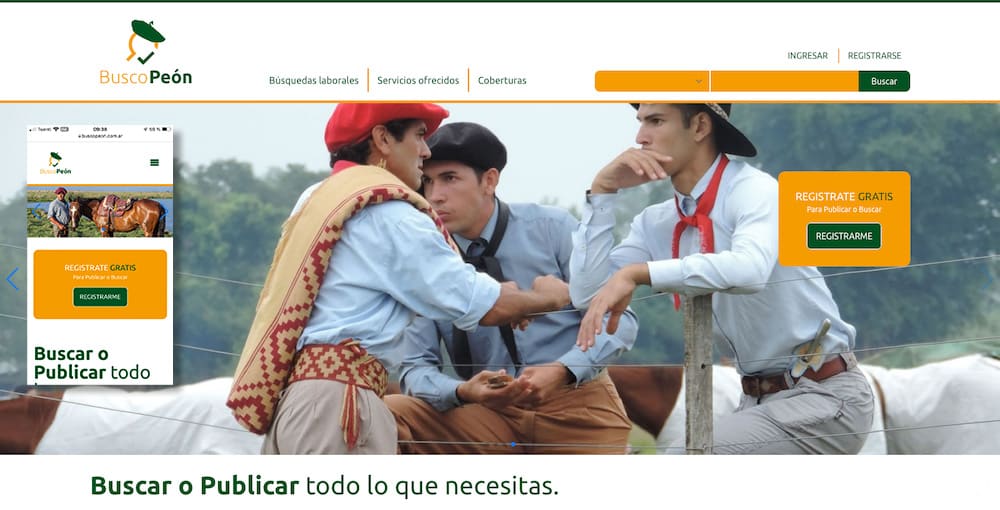 BuscoPeón
Búsquedas laborales
Servicios ofrecidos
Coberturas
INGRESAR
REGISTRARSE
Buscar
09:38
58 %
buscopeon.com.ar
BuscoPeón
REGISTRATE GRATIS
Para Publicar o Buscar
REGISTRARME
Buscar o
Publicar todo
REGISTRATE GRATIS
Para Publicar o Buscar
REGISTRARME
Buscar o Publicar todo lo que necesitas.